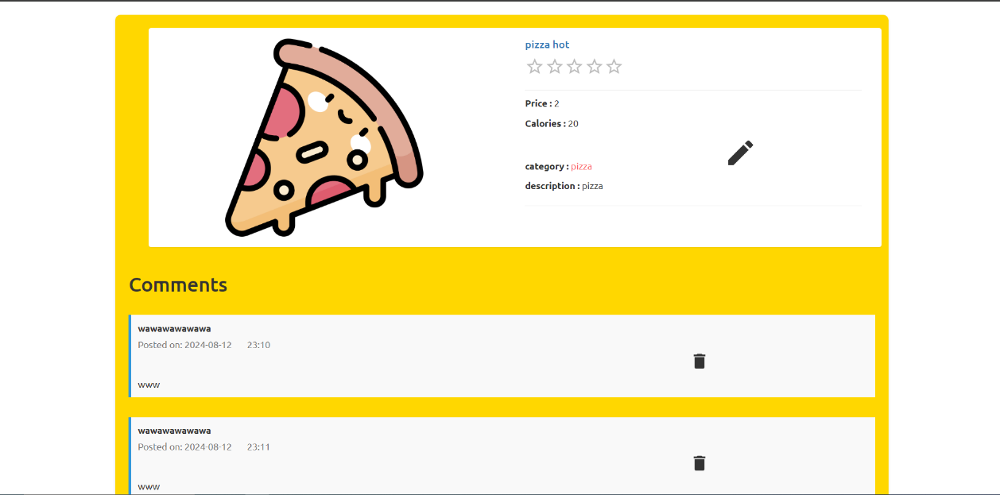 pizza hot
Price : 2
Calories : 20
category : pizza
description : pizza
Comments
wawawawawawa
Posted on: 2024-08-12 23:10
www
wawawawawawa
Posted on: 2024-08-12 23:11
www